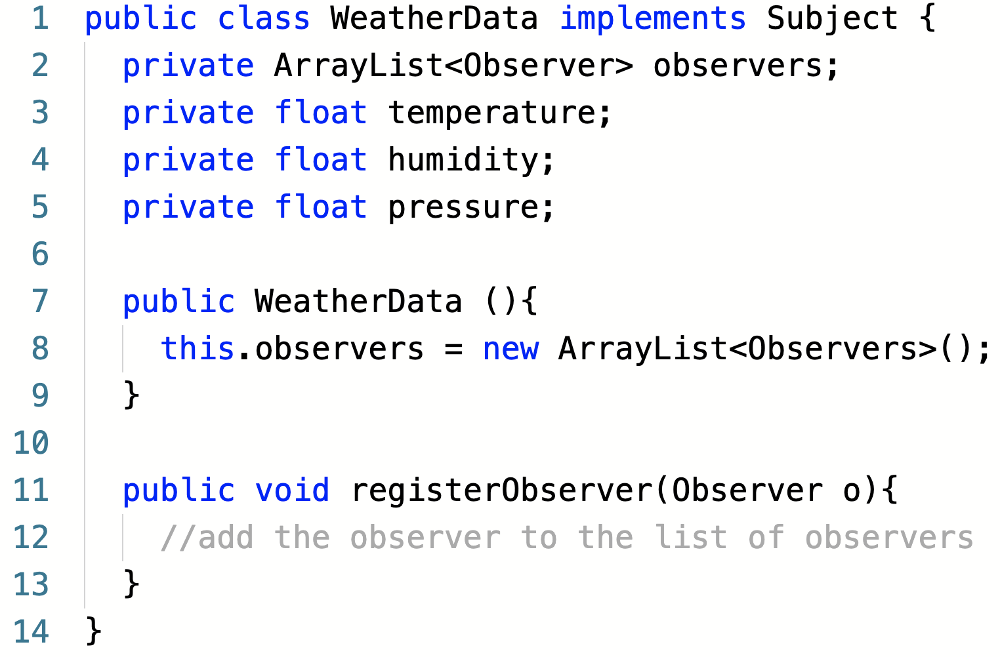 1 public class WeatherData implements Subject {
2 private ArrayList<Observer> observers;
3 private float temperature;
4 private float humidity;
5 private float pressure;
6
7 public WeatherData (){
8 this.observers = new ArrayList<Observers>();
9 }
10
11 public void registerObserver(Observer o){
12 //add the observer to the list of observers
13 }
14 }